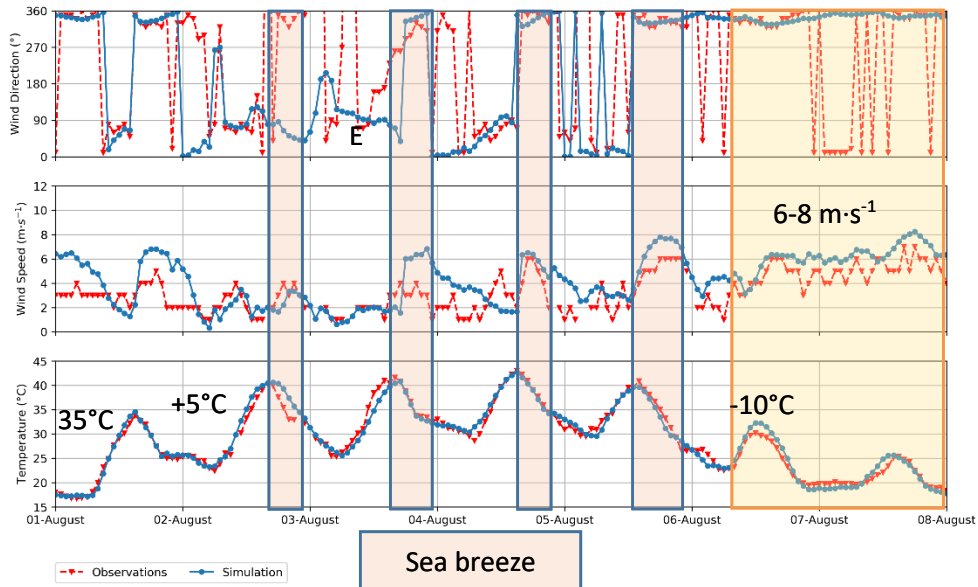 Wind Direction (°)
360
270
180
90
0
E
Wind Speed (m·s⁻¹)
12
10
8
6
4
2
0
6-8 m·s⁻¹
Temperature (°C)
45
40
35
30
25
20
15
35°C
+5°C
-10°C
01-August
02-August
03-August
04-August
05-August
06-August
07-August
08-August
Observations
Simulation
Sea breeze